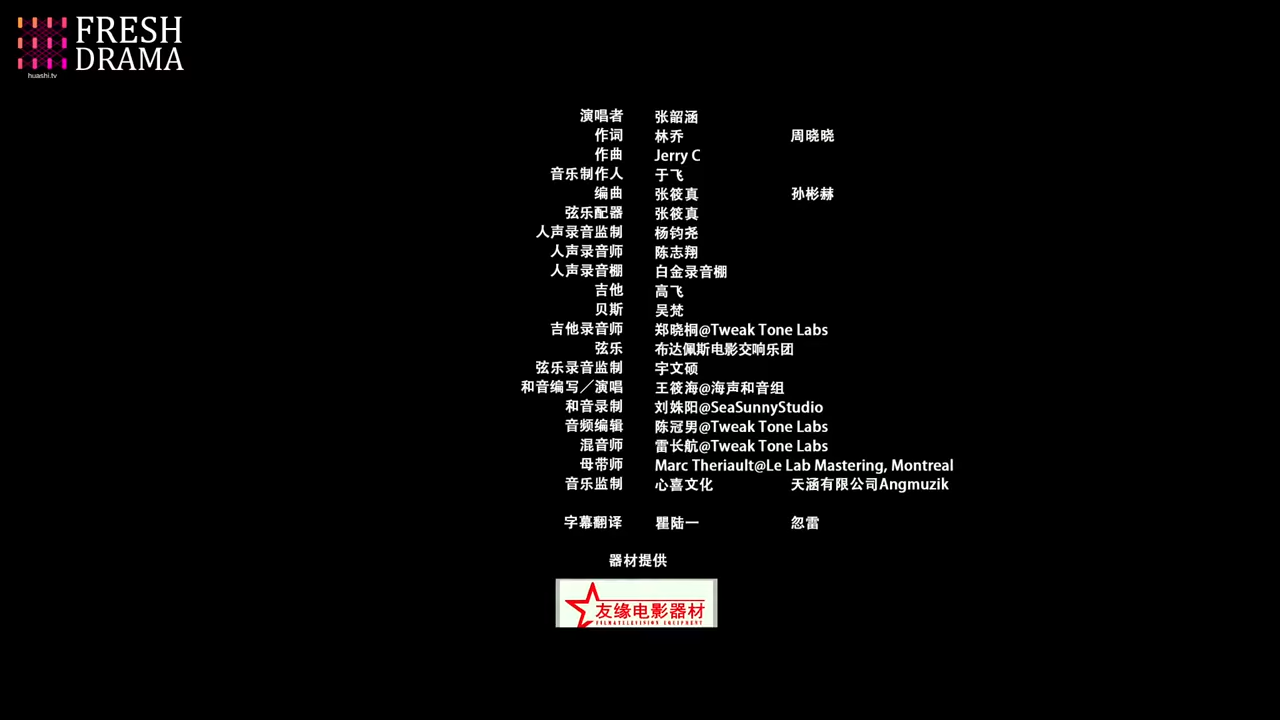 FRESH
DRAMA
huashi.tv
演唱者 张韶涵
作词 林乔 周晓晓
作曲 Jerry C
音乐制作人 于飞
编曲 张筱真 孙彬赫
弦乐配器 张筱真
人声录音监制 杨钧尧
人声录音师 陈志翔
人声录音棚 白金录音棚
吉他 高飞
贝斯 吴梵
吉他录音师 郑晓桐@Tweak Tone Labs
弦乐 布达佩斯电影交响乐团
弦乐录音监制 宇文硕
和音编写／演唱 王筱海@海声和音组
和音录制 刘姝阳@SeaSunnyStudio
音频编辑 陈冠男@Tweak Tone Labs
混音师 雷长航@Tweak Tone Labs
母带师 Marc Theriault@Le Lab Mastering, Montreal
音乐监制 心喜文化 天涵有限公司Angmuzik
字幕翻译 瞿陆一 忽雷
器材提供
友缘电影器材